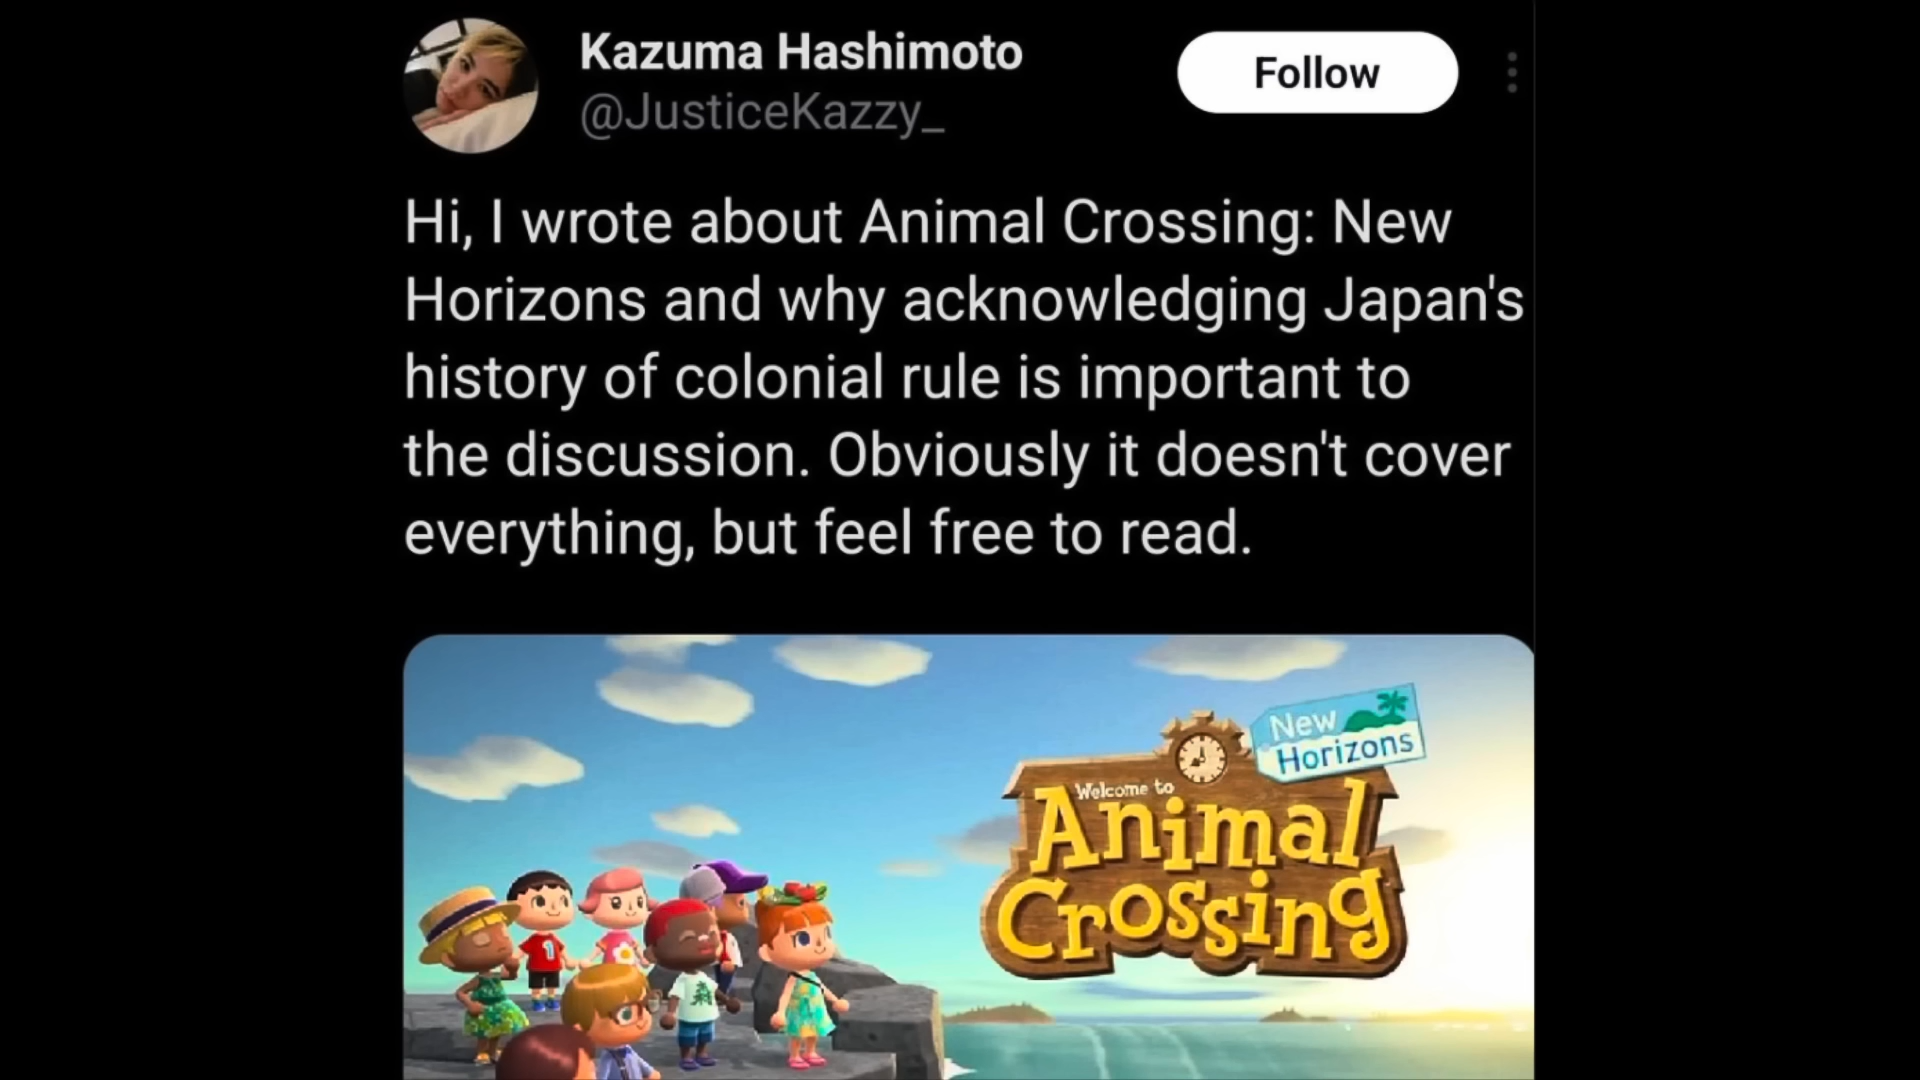 Kazuma Hashimoto
@JusticeKazzy_
Follow
Hi, I wrote about Animal Crossing: New
Horizons and why acknowledging Japan's
history of colonial rule is important to
the discussion. Obviously it doesn't cover
everything, but feel free to read.
New
Horizons
Welcome to
Animal
Crossing
1